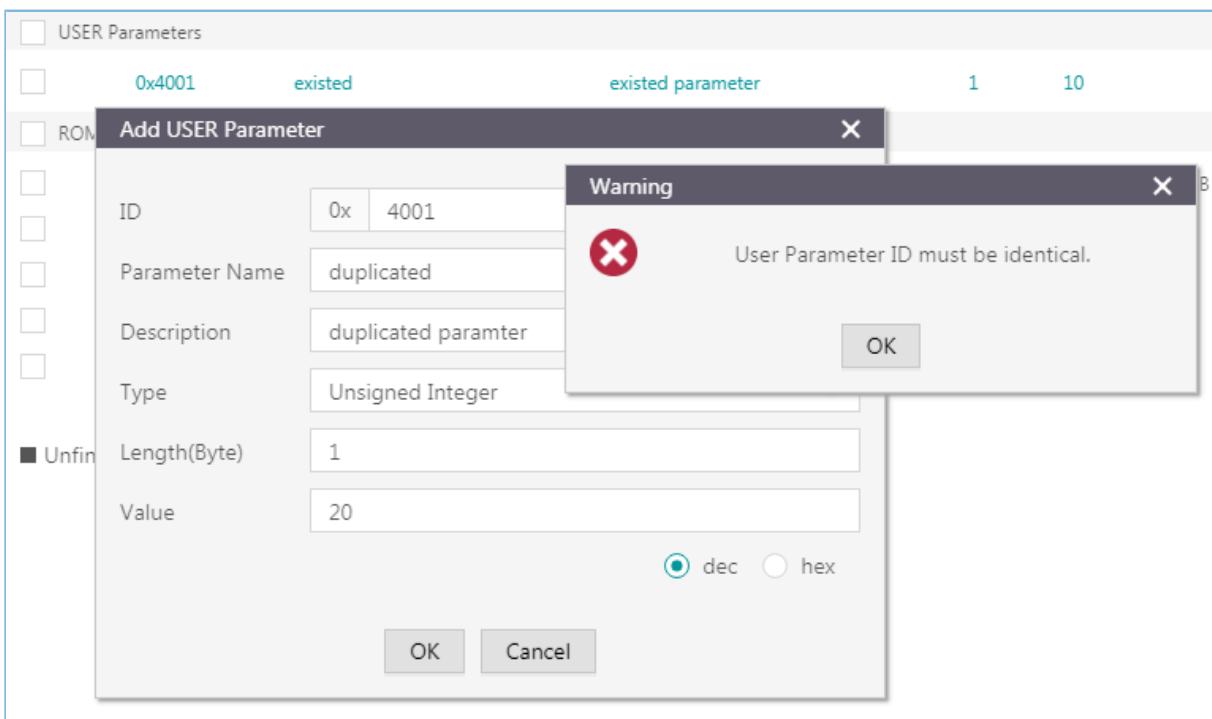 USER Parameters
0x4001 existed existed parameter 1 10
ROM
Add USER Parameter
Warning
B
ID 0x 4001
User Parameter ID must be identical.
Parameter Name duplicated
Description duplicated paramter
OK
Type Unsigned Integer
Unfin
Length(Byte) 1
Value 20
dec hex
OK Cancel